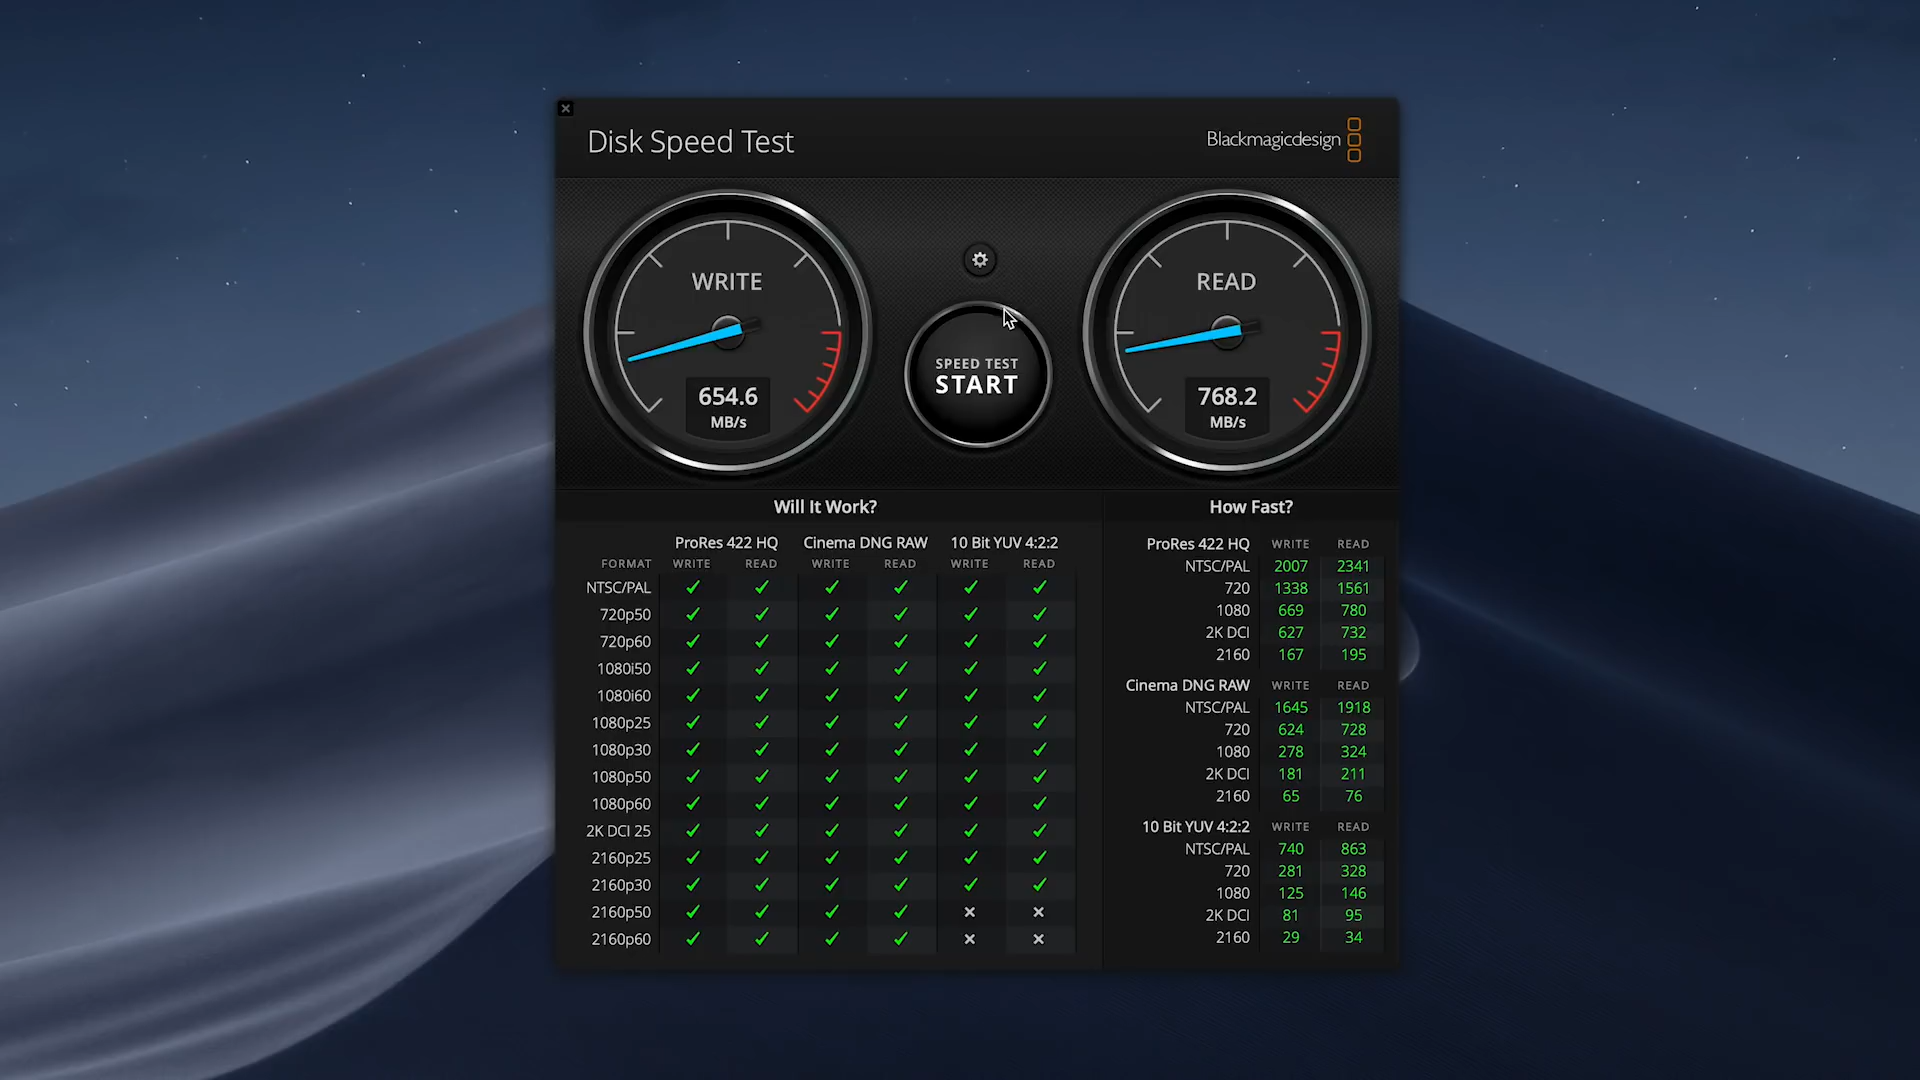 Disk Speed Test
Blackmagicdesign
WRITE
654.6
MB/s
SPEED TEST
START
READ
768.2
MB/s
Will It Work?
ProRes 422 HQ Cinema DNG RAW 10 Bit YUV 4:2:2
FORMAT WRITE READ WRITE READ WRITE READ
NTSC/PAL ✓ ✓ ✓ ✓ ✓ ✓
720p50 ✓ ✓ ✓ ✓ ✓ ✓
720p60 ✓ ✓ ✓ ✓ ✓ ✓
1080i50 ✓ ✓ ✓ ✓ ✓ ✓
1080i60 ✓ ✓ ✓ ✓ ✓ ✓
1080p25 ✓ ✓ ✓ ✓ ✓ ✓
1080p30 ✓ ✓ ✓ ✓ ✓ ✓
1080p50 ✓ ✓ ✓ ✓ ✓ ✓
1080p60 ✓ ✓ ✓ ✓ ✓ ✓
2K DCI 25 ✓ ✓ ✓ ✓ ✓ ✓
2160p25 ✓ ✓ ✓ ✓ ✓ ✓
2160p30 ✓ ✓ ✓ ✓ ✓ ✓
2160p50 ✓ ✓ ✓ ✓ × ×
2160p60 ✓ ✓ ✓ ✓ × ×
How Fast?
ProRes 422 HQ WRITE READ
NTSC/PAL 2007 2341
720 1338 1561
1080 669 780
2K DCI 627 732
2160 167 195
Cinema DNG RAW WRITE READ
NTSC/PAL 1645 1918
720 624 728
1080 278 324
2K DCI 181 211
2160 65 76
10 Bit YUV 4:2:2 WRITE READ
NTSC/PAL 740 863
720 281 328
1080 125 146
2K DCI 81 95
2160 29 34